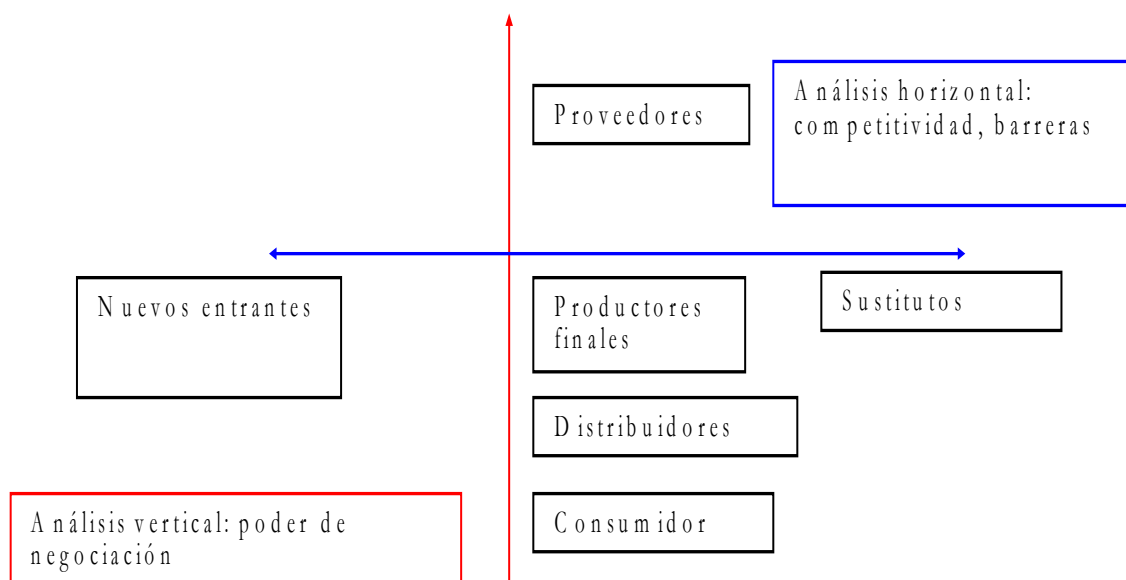 Proveedores
Análisis horizontal:
competitividad, barreras
Nuevos entrantes
Productores
finales
Sustitutos
Distribuidores
Análisis vertical: poder de
negociación
Consumidor